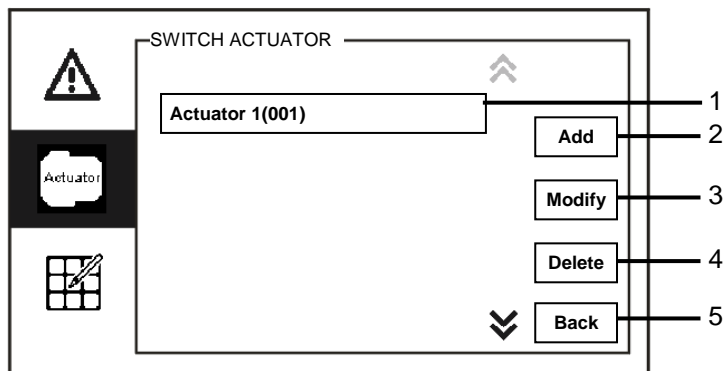 SWITCH ACTUATOR
Actuator 1(001)
1
Add
2
Actuator
Modify
3
Delete
4
Back
5